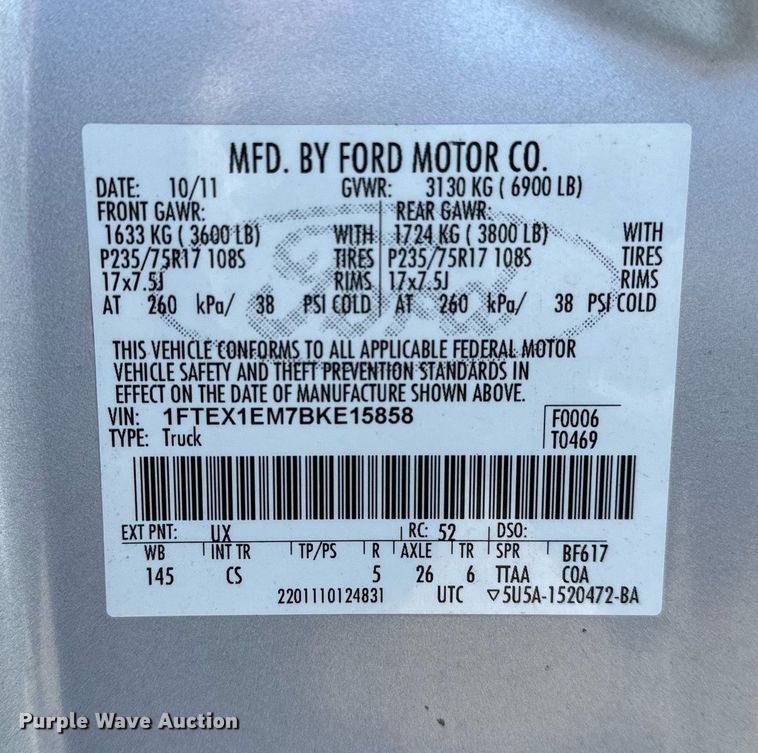 MFD. BY FORD MOTOR CO.
DATE: 10/11 GVWR: 3130 KG ( 6900 LB)
FRONT GAWR: REAR GAWR:
1633 KG ( 3600 LB) WITH 1724 KG ( 3800 LB) WITH
P235/75R17 108S TIRES P235/75R17 108S TIRES
17x7.5J RIMS 17x7.5J RIMS
AT 260 kPa/ 38 PSI COLD AT 260 kPa/ 38 PSI COLD
Ford
THIS VEHICLE CONFORMS TO ALL APPLICABLE FEDERAL MOTOR
VEHICLE SAFETY AND THEFT PREVENTION STANDARDS IN
EFFECT ON THE DATE OF MANUFACTURE SHOWN ABOVE.
VIN: 1FTEX1EM7BKE15858 F0006
TYPE: Truck T0469
EXT PNT: UX RC: 52 DSO:
WB INT TR TP/PS R AXLE TR SPR BF617
145 CS 5 26 6 TTAA COA
2201110124831 UTC ▽5U5A-1520472-BA
Purple Wave Auction